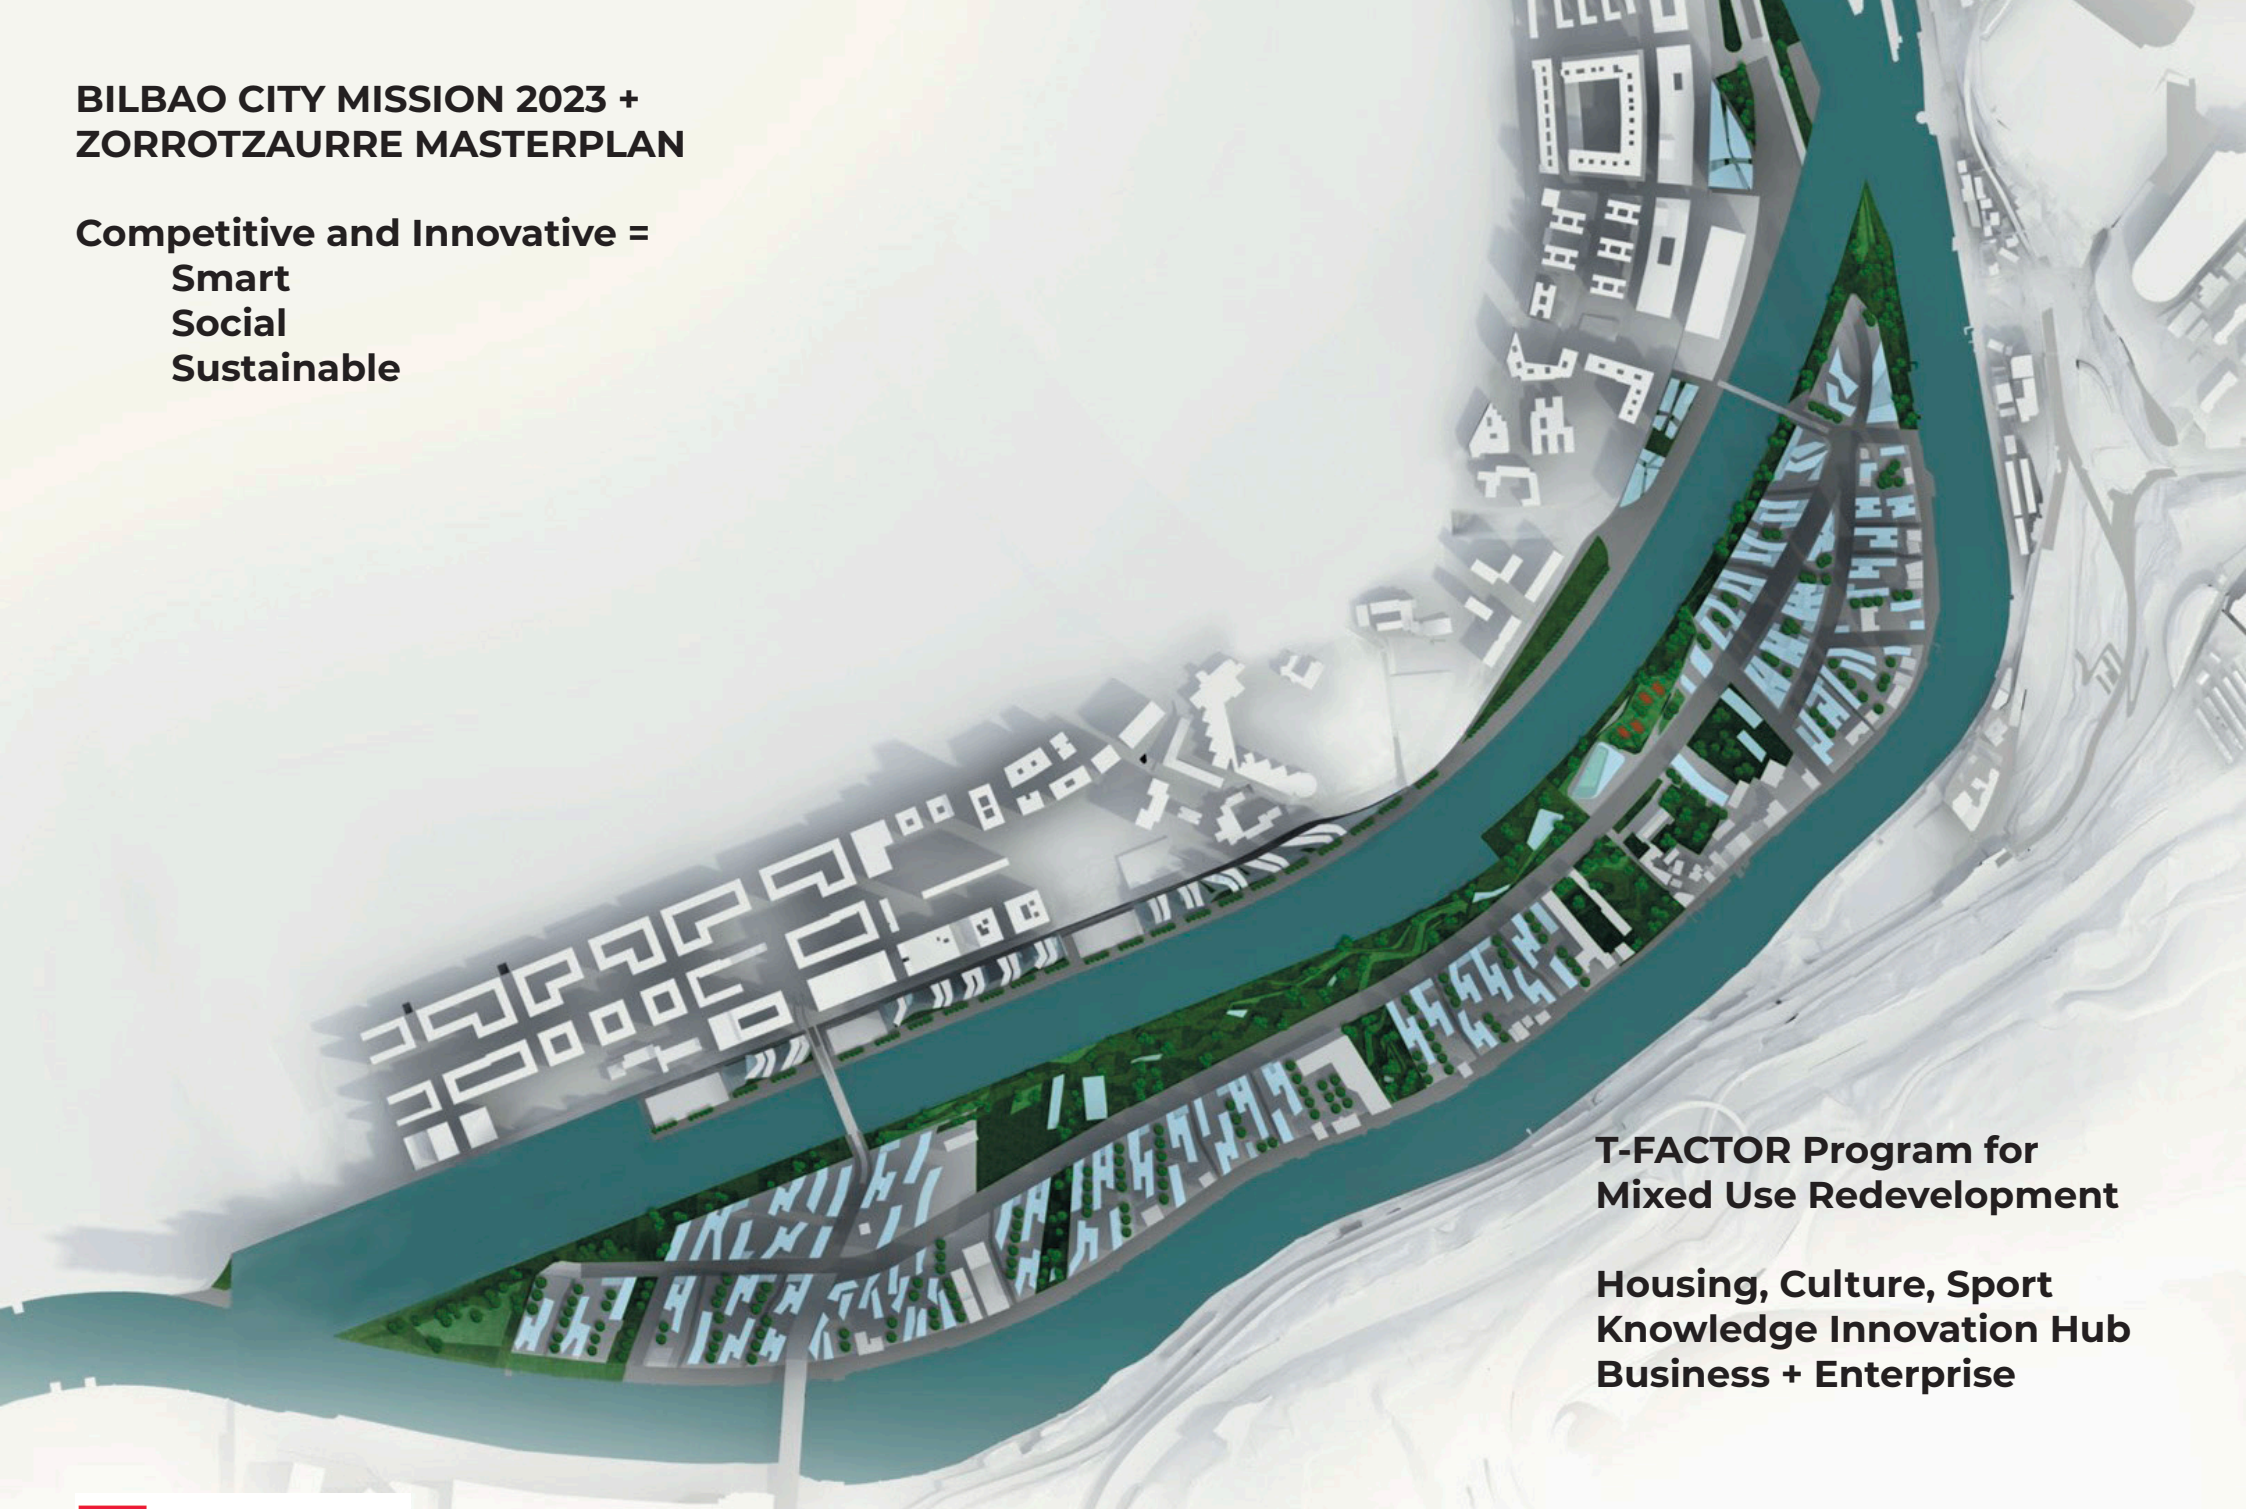 BILBAO CITY MISSION 2023 +
ZORROTZAURRE MASTERPLAN
Competitive and Innovative =
Smart
Social
Sustainable
T-FACTOR Program for
Mixed Use Redevelopment
Housing, Culture, Sport
Knowledge Innovation Hub
Business + Enterprise